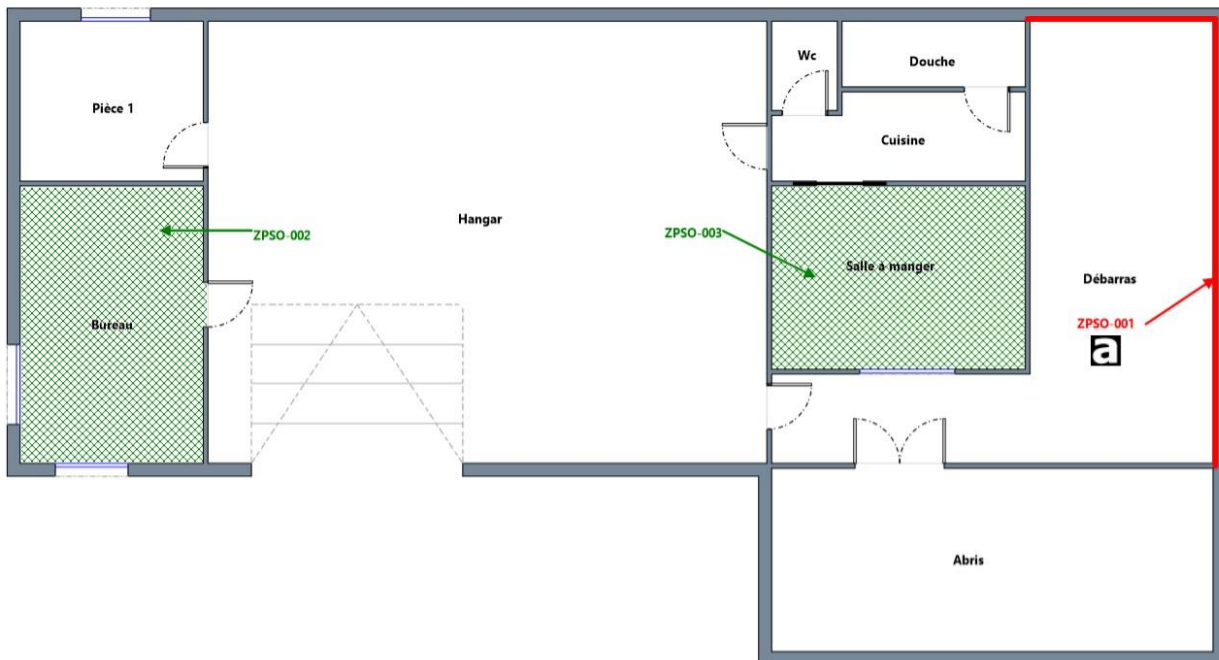 Wc
Douche
Pièce 1
Cuisine
Hangar
ZPSO-002
ZPSO-003
Salle à manger
Débarras
Bureau
ZPSO-001
a
Abris